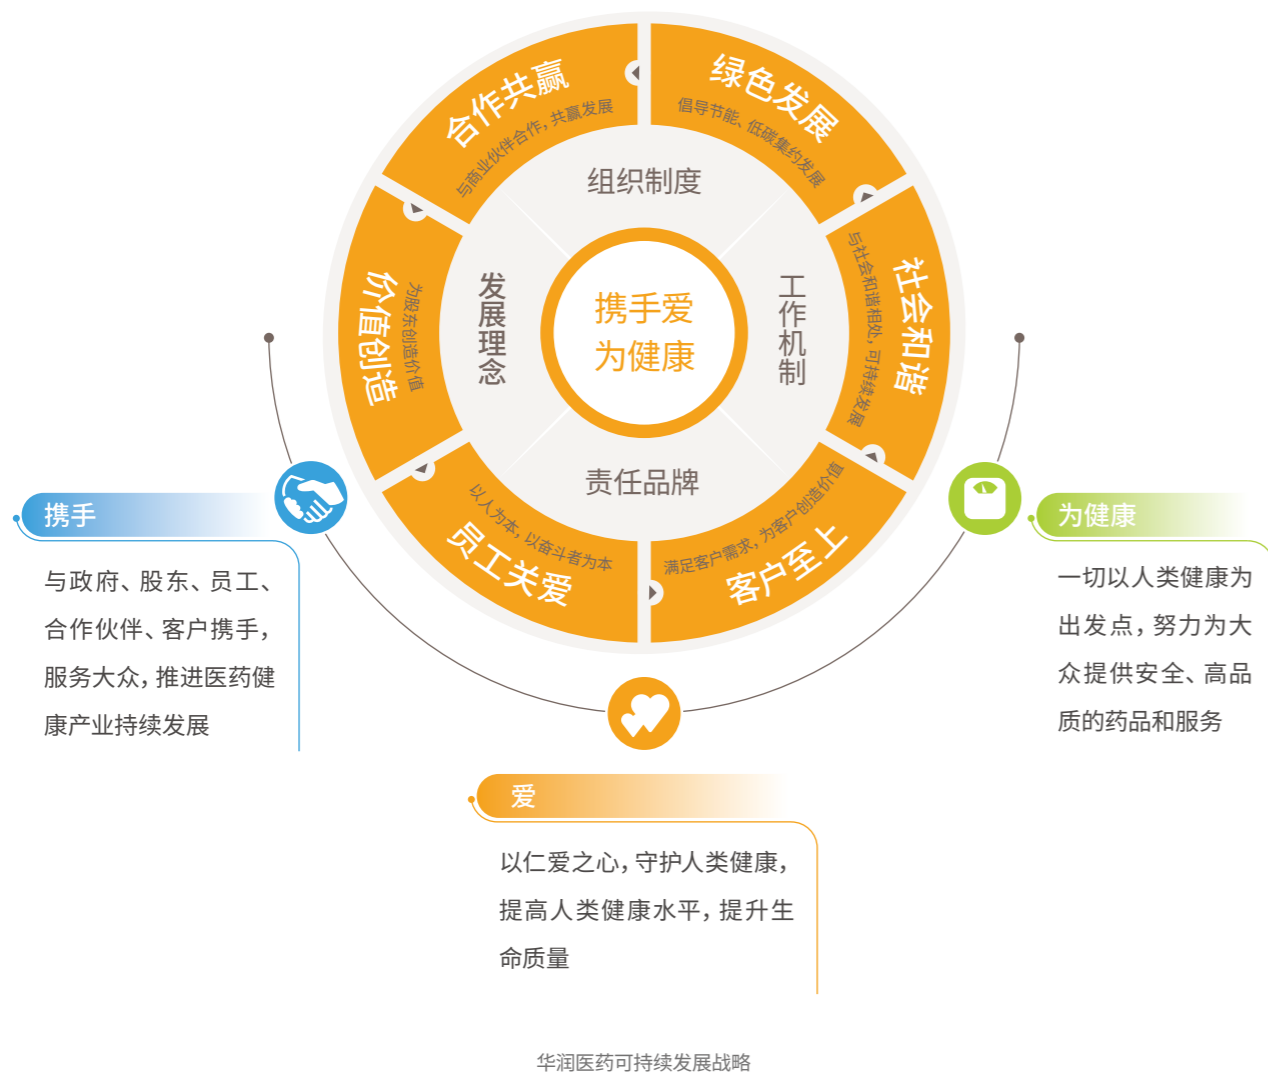 合作共赢
与商业伙伴合作，共赢发展
绿色发展
倡导节能、低碳集约发展
社会和谐
与社会和谐相处，可持续发展
客户至上
满足客户需求，为客户创造价值
员工关爱
以人为本，以奋斗者为本
价值创造
为股东创造价值
组织制度
工作机制
责任品牌
发展理念
携手爱
为健康
携手
与政府、股东、员工、
合作伙伴、客户携手，
服务大众，推进医药健
康产业持续发展
爱
以仁爱之心，守护人类健康，
提高人类健康水平，提升生
命质量
为健康
一切以人类健康为
出发点，努力为大
众提供安全、高品
质的药品和服务
华润医药可持续发展战略